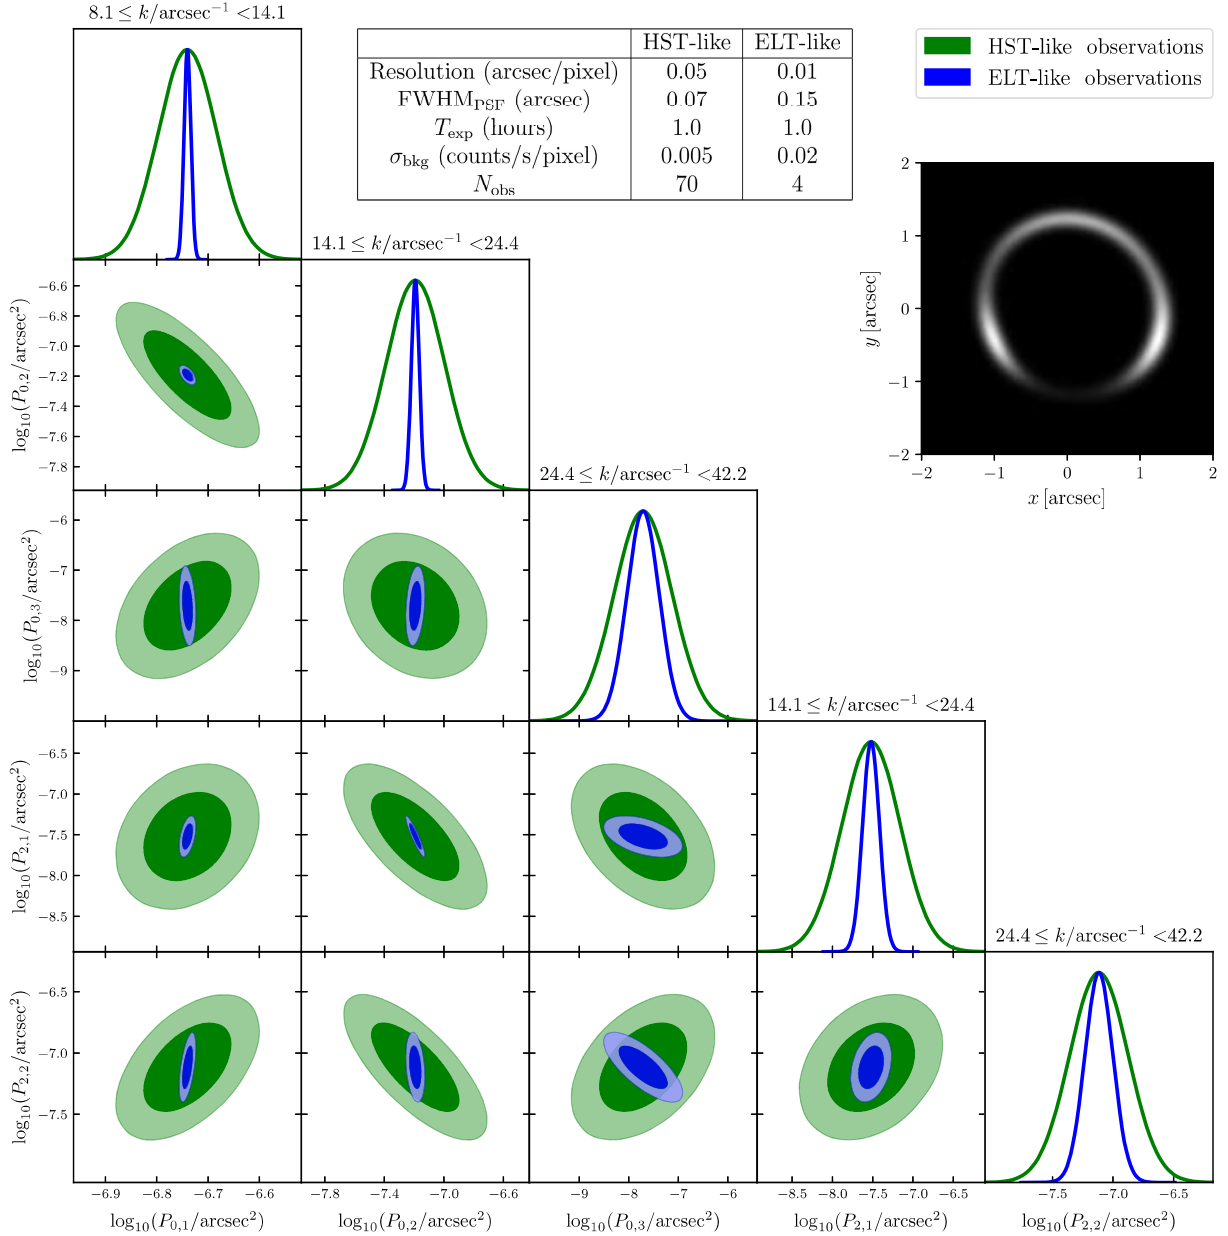 8.1 ≤ k/arcsec⁻¹ <14.1
HST-like ELT-like
Resolution (arcsec/pixel) 0.05 0.01
FWHM_PSF (arcsec) 0.07 0.15
T_exp (hours) 1.0 1.0
σ_bkg (counts/s/pixel) 0.005 0.02
N_obs 70 4
HST-like observations
ELT-like observations
2
1
0
−1
−2
y [arcsec]
−2 −1 0 1 2
x [arcsec]
14.1 ≤ k/arcsec⁻¹ <24.4
log₁₀(P₀,₂/arcsec²)
−6.6
−6.8
−7.0
−7.2
−7.4
−7.6
−7.8
24.4 ≤ k/arcsec⁻¹ <42.2
log₁₀(P₀,₃/arcsec²)
−6
−7
−8
−9
14.1 ≤ k/arcsec⁻¹ <24.4
log₁₀(P₂,₁/arcsec²)
−6.5
−7.0
−7.5
−8.0
−8.5
24.4 ≤ k/arcsec⁻¹ <42.2
log₁₀(P₂,₂/arcsec²)
−6.5
−7.0
−7.5
−6.9 −6.8 −6.7 −6.6
log₁₀(P₀,₁/arcsec²)
−7.8 −7.4 −7.0
log₁₀(P₀,₂/arcsec²)
−9 −8 −7 −6
log₁₀(P₀,₃/arcsec²)
−8.5 −8.0 −7.5 −7.0 −6.5
log₁₀(P₂,₁/arcsec²)
−7.5 −7.0 −6.5
log₁₀(P₂,₂/arcsec²)